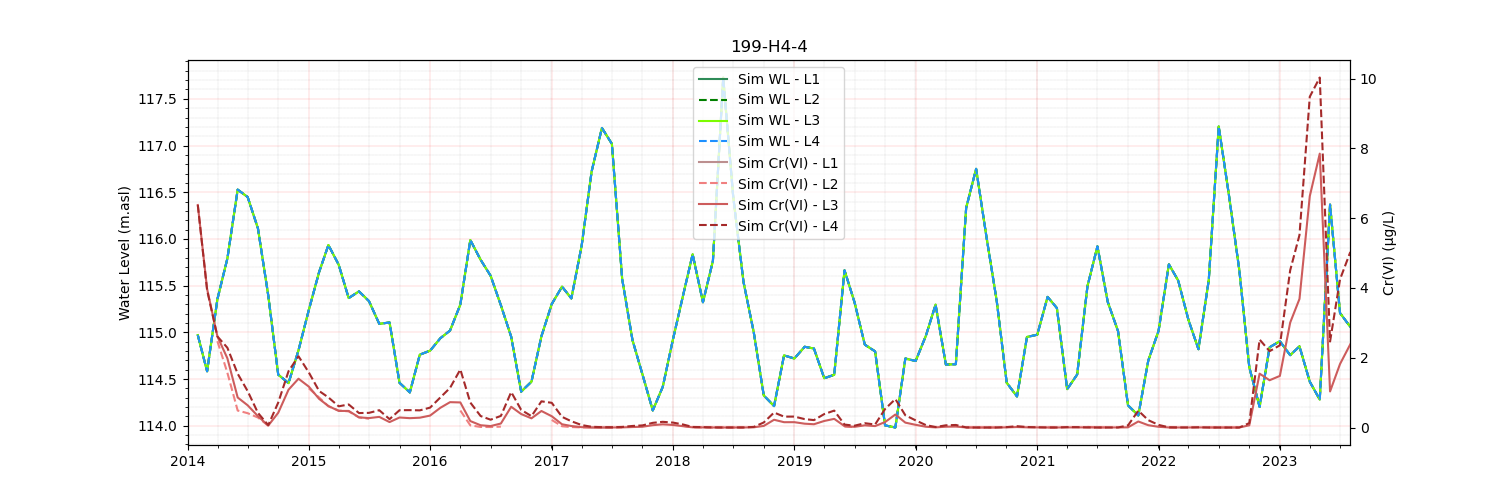 199-H4-4
Water Level (m.asl)
117.5
117.0
116.5
116.0
115.5
115.0
114.5
114.0
Sim WL - L1
Sim WL - L2
Sim WL - L3
Sim WL - L4
Sim Cr(VI) - L1
Sim Cr(VI) - L2
Sim Cr(VI) - L3
Sim Cr(VI) - L4
10
8
6
4
2
0
Cr(VI) (μg/L)
2014 2015 2016 2017 2018 2019 2020 2021 2022 2023